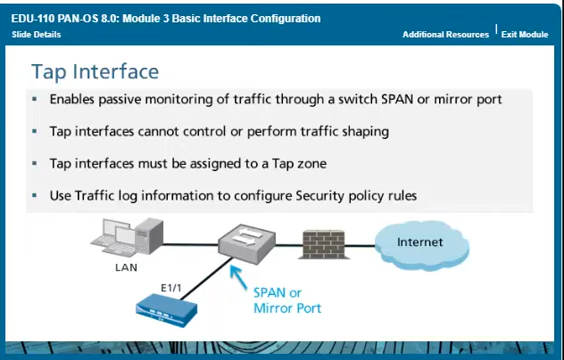 EDU-110 PAN-OS 8.0: Module 3 Basic Interface Configuration
Slide Details
Additional Resources
Exit Module
Tap Interface
Enables passive monitoring of traffic through a switch SPAN or mirror port
Tap interfaces cannot control or perform traffic shaping
Tap interfaces must be assigned to a Tap zone
Use Traffic log information to configure Security policy rules
Internet
LAN
E1/1
SPAN or
Mirror Port